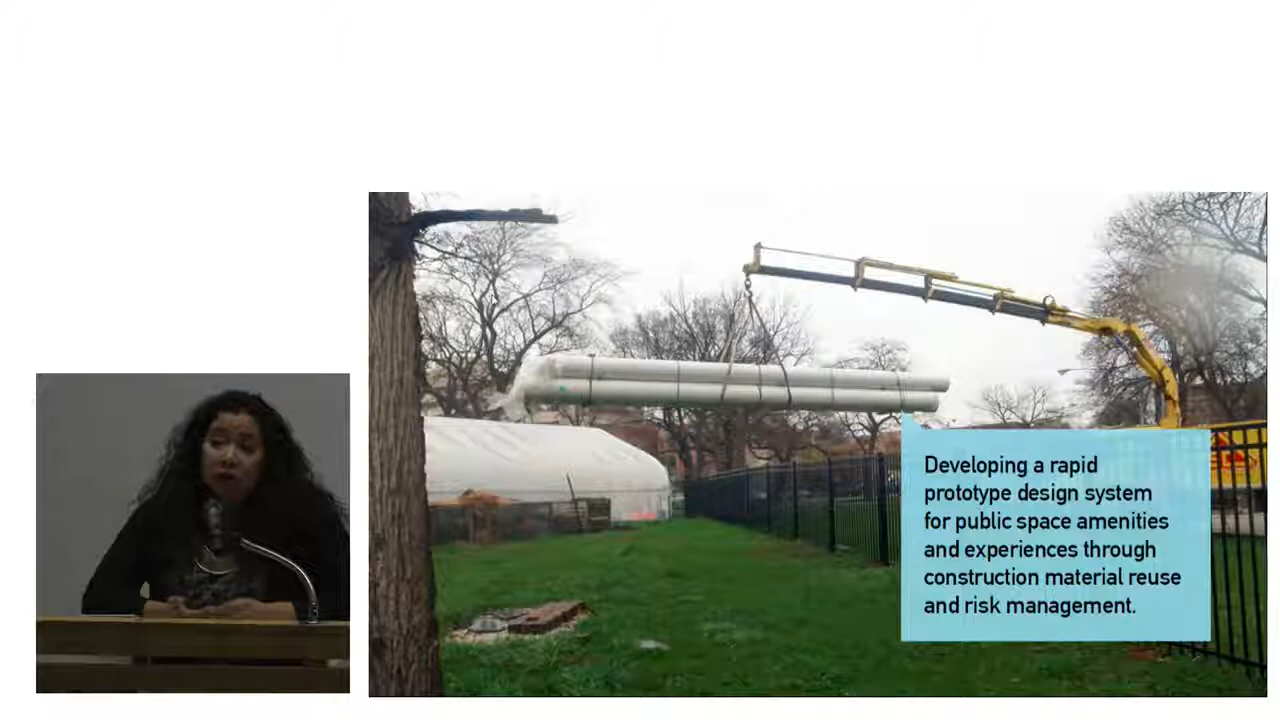 Developing a rapid
prototype design system
for public space amenities
and experiences through
construction material reuse
and risk management.